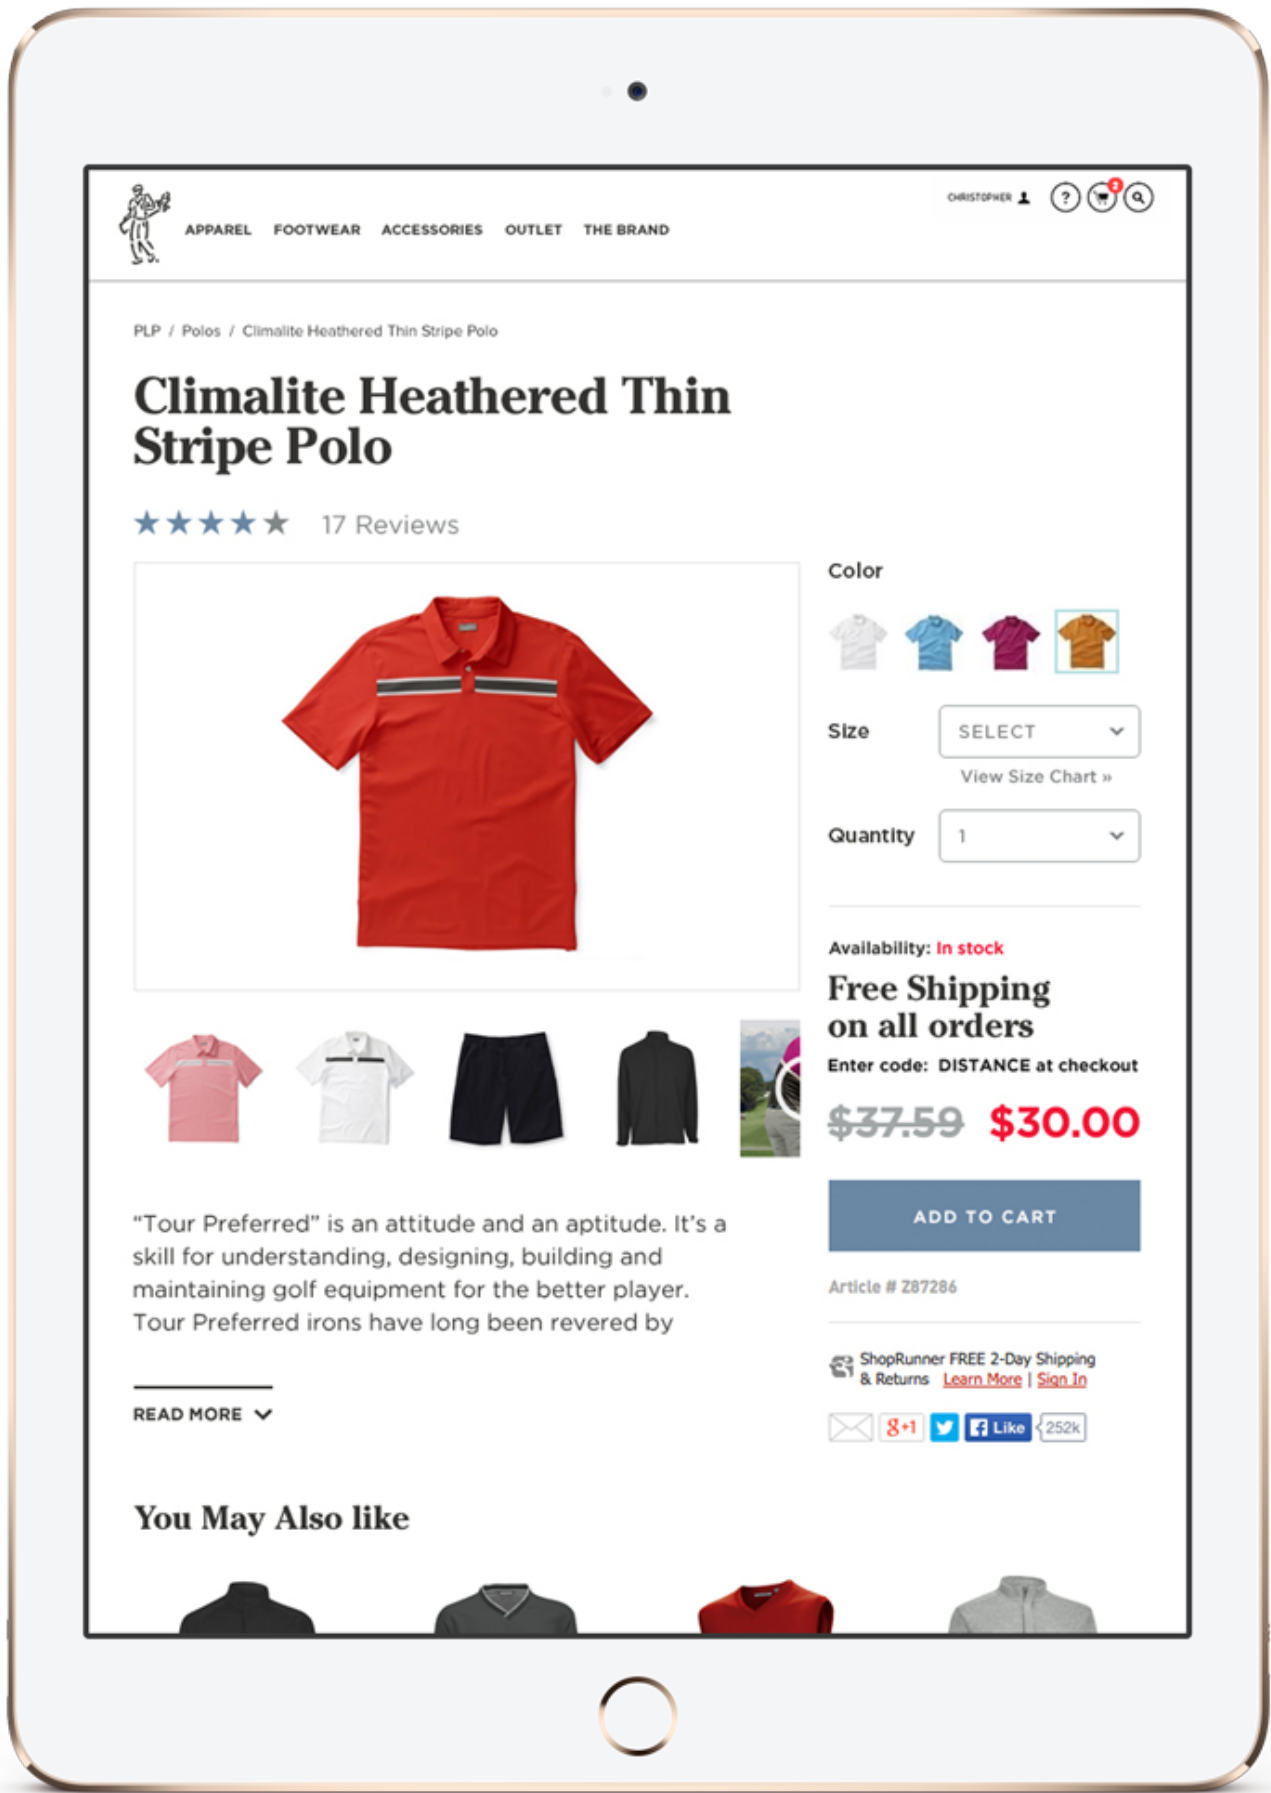 CHRISTOPHER
?
2
APPAREL FOOTWEAR ACCESSORIES OUTLET THE BRAND
PLP / Polos / Climalite Heathered Thin Stripe Polo
Climalite Heathered Thin
Stripe Polo
17 Reviews
Color
Size SELECT
View Size Chart »
Quantity 1
Availability: In stock
Free Shipping
on all orders
Enter code: DISTANCE at checkout
$37.59 $30.00
ADD TO CART
Article # Z87286
ShopRunner FREE 2-Day Shipping
& Returns Learn More | Sign In
g+1 Like 252k
“Tour Preferred” is an attitude and an aptitude. It’s a
skill for understanding, designing, building and
maintaining golf equipment for the better player.
Tour Preferred irons have long been revered by
READ MORE
You May Also like